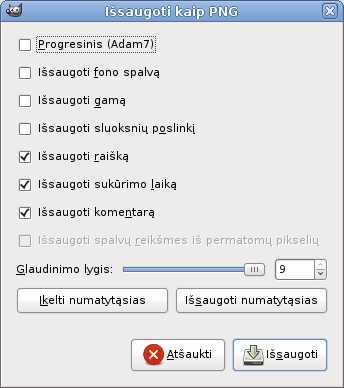 Išsaugoti kaip PNG
Progresinis (Adam7)
Išsaugoti fono spalvą
Išsaugoti gamą
Išsaugoti sluoksnių poslinkį
Išsaugoti raišką
Išsaugoti sukūrimo laiką
Išsaugoti komentarą
Išsaugoti spalvų reikšmes iš permatomų pikselių
Glaudinimo lygis: 9
Įkelti numatytąsias Išsaugoti numatytąsias
Atšaukti Išsaugoti